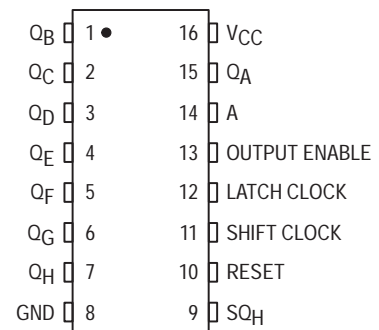 QB 1 16 VCC
QC 2 15 QA
QD 3 14 A
QE 4 13 OUTPUT ENABLE
QF 5 12 LATCH CLOCK
QG 6 11 SHIFT CLOCK
QH 7 10 RESET
GND 8 9 SQH